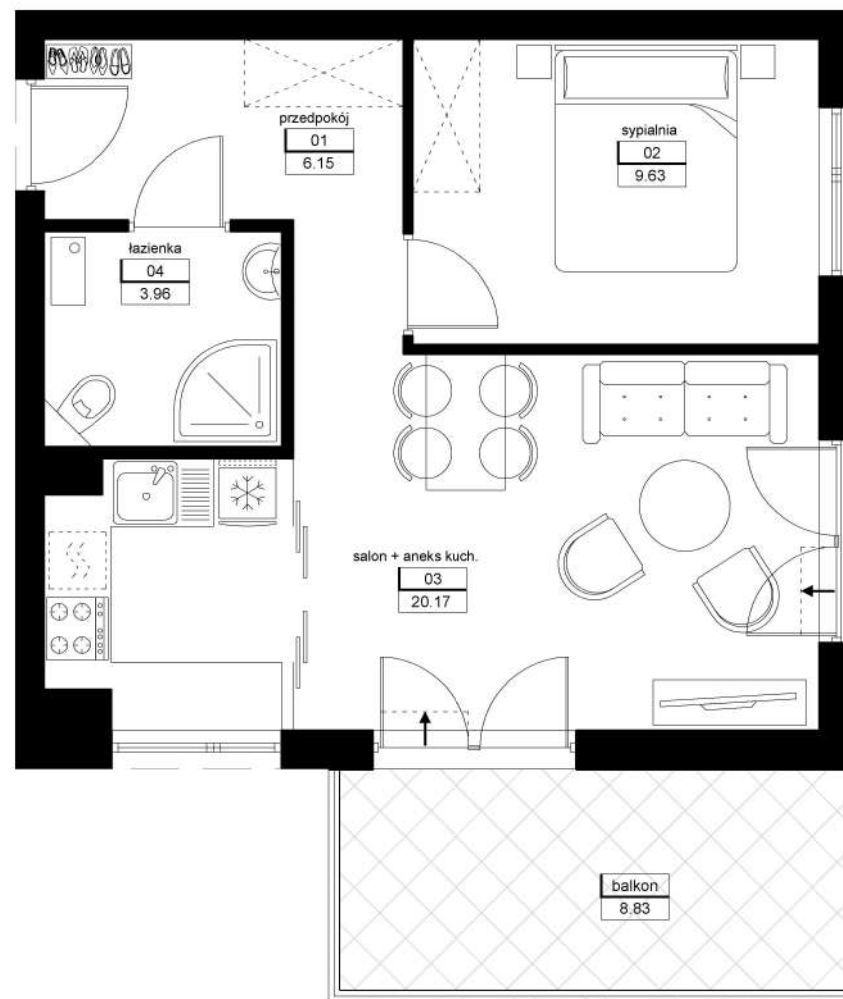 przedpokój
01
6.15
sypialnia
02
9.63
łazienka
04
3.96
salon + aneks kuch.
03
20.17
balkon
8.83